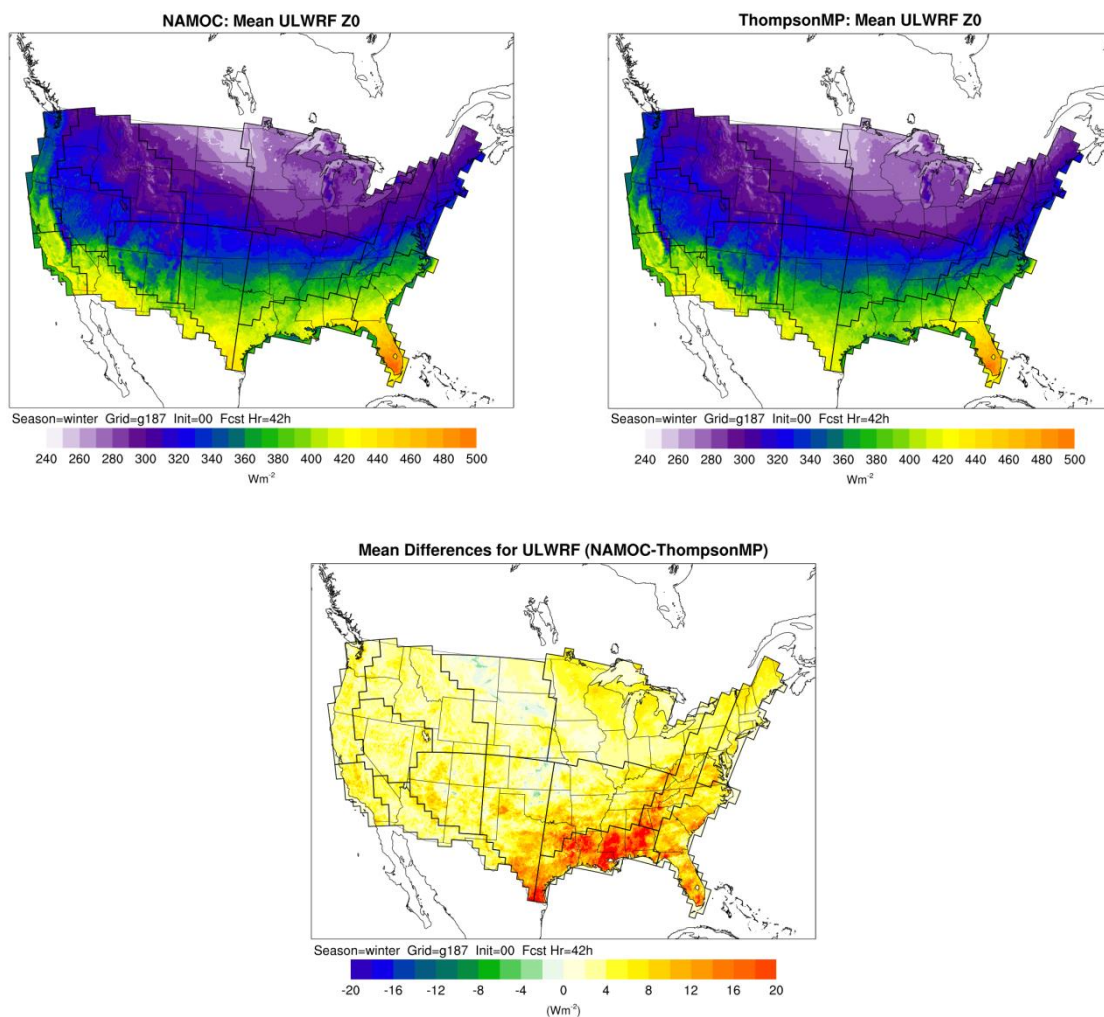 NAMOC: Mean ULWRF Z0
Season=winter Grid=g187 Init=00 Fcst Hr=42h
240 260 280 300 320 340 360 380 400 420 440 460 480 500
Wm-2
ThompsonMP: Mean ULWRF Z0
Season=winter Grid=g187 Init=00 Fcst Hr=42h
240 260 280 300 320 340 360 380 400 420 440 460 480 500
Wm-2
Mean Differences for ULWRF (NAMOC-ThompsonMP)
Season=winter Grid=g187 Init=00 Fcst Hr=42h
-20 -16 -12 -8 -4 0 4 8 12 16 20
(Wm-2)